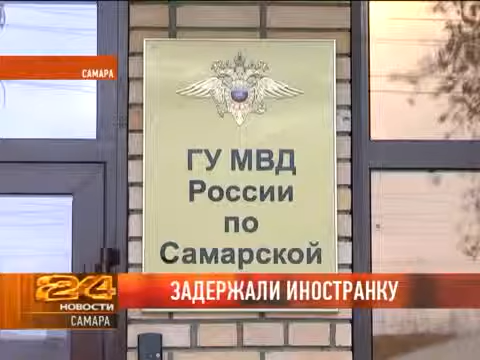 САМАРА
ГУ МВД
России
по
Самарской
24
НОВОСТИ
САМАРА
ЗАДЕРЖАЛИ ИНОСТРАНКУ